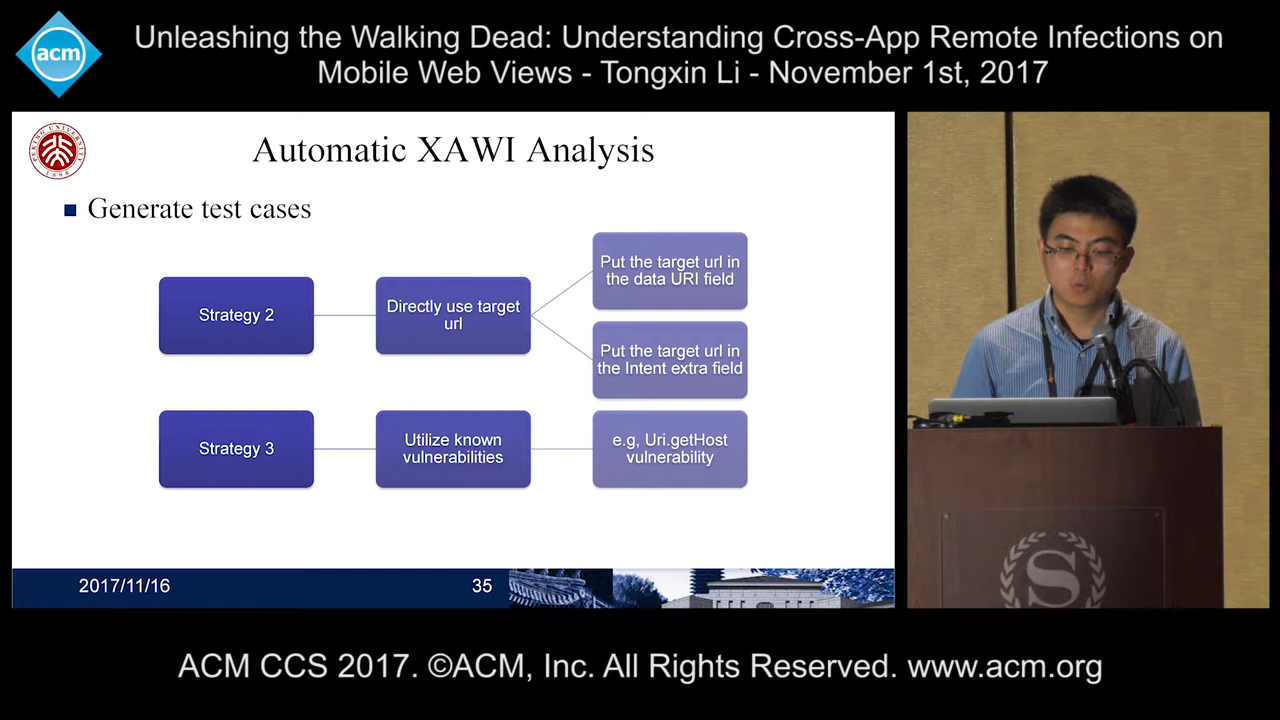 acm
Unleashing the Walking Dead: Understanding Cross-App Remote Infections on
Mobile Web Views - Tongxin Li - November 1st, 2017
PEKING UNIVERSITY
1898
Automatic XAWI Analysis
Generate test cases
Strategy 2
Directly use target
url
Put the target url in
the data URI field
Put the target url in
the Intent extra field
Strategy 3
Utilize known
vulnerabilities
e.g, Uri.getHost
vulnerability
2017/11/16
35
S
ACM CCS 2017. ©ACM, Inc. All Rights Reserved. www.acm.org